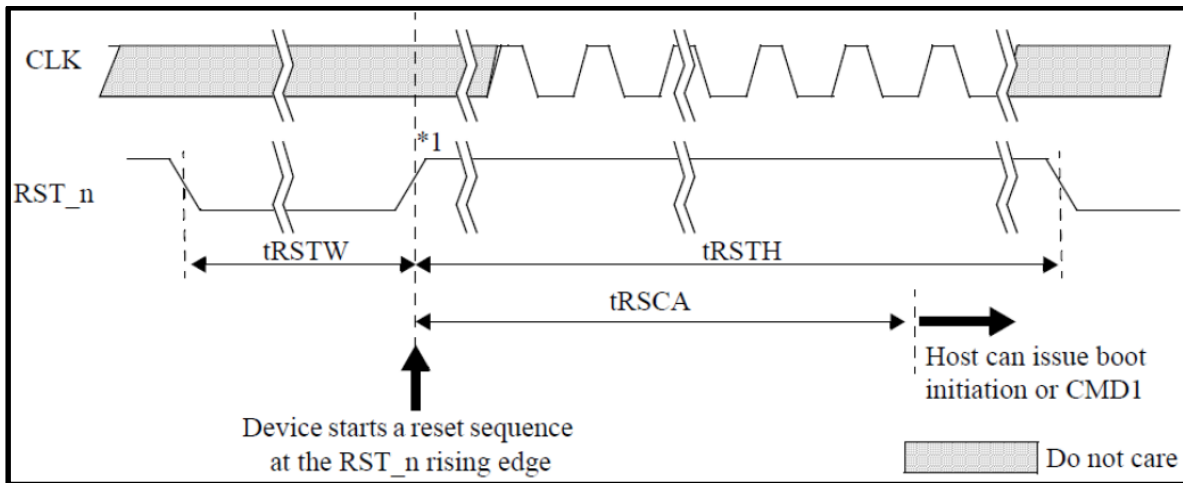 CLK
*1
RST_n
tRSTW
tRSTH
tRSCA
Host can issue boot
initiation or CMD1
Device starts a reset sequence
at the RST_n rising edge
Do not care